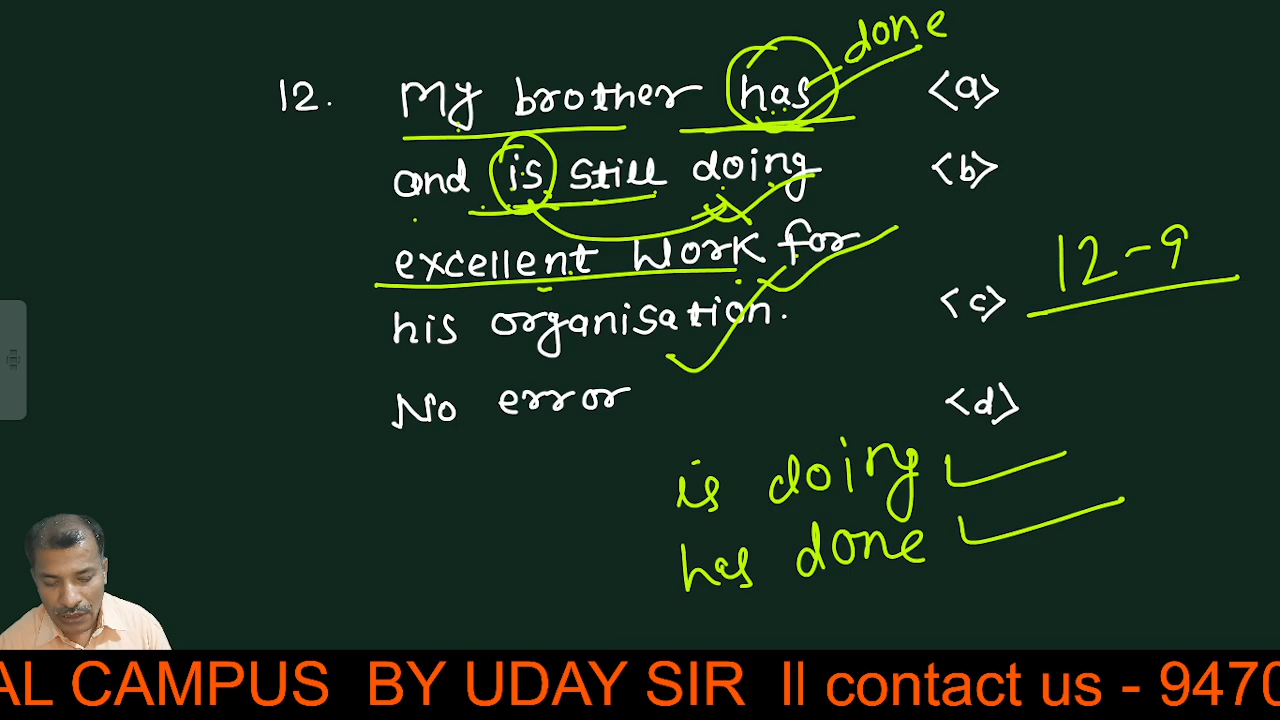 done
12. My brother has <a>
and is still doing <b>
excellent work for
his organisation. <c> 12-9
No error <d>
is doing
has done
AL CAMPUS BY UDAY SIR ll contact us - 9470